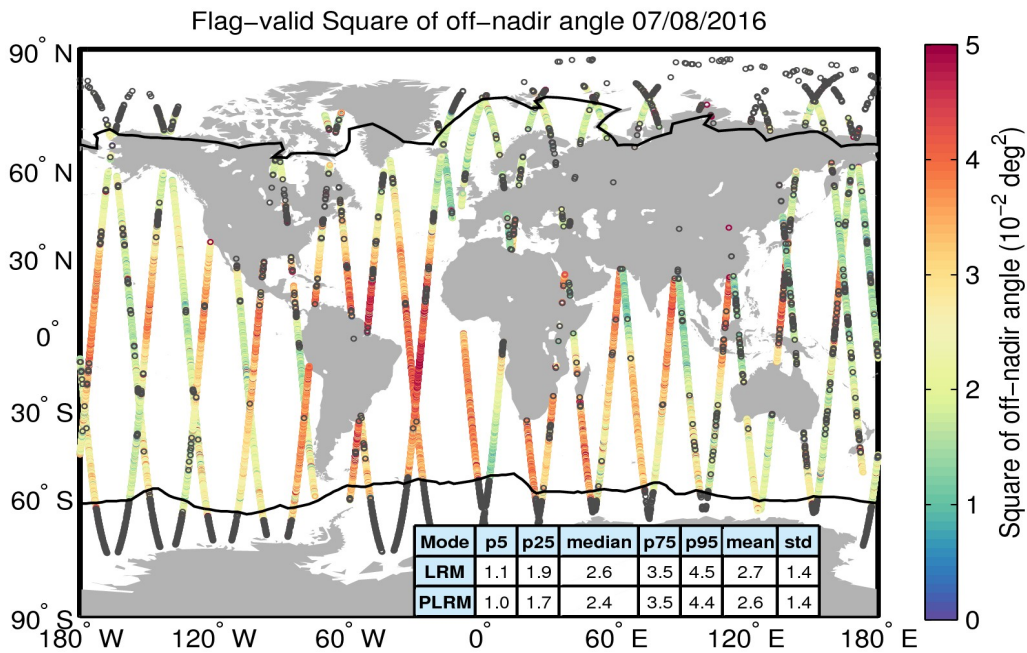 Flag−valid Square of off−nadir angle 07/08/2016
90° N
60° N
30° N
0°
30° S
60° S
90° S
180° W
120° W
60° W
0°
60° E
120° E
180° E
Mode p5 p25 median p75 p95 mean std
LRM 1.1 1.9 2.6 3.5 4.5 2.7 1.4
PLRM 1.0 1.7 2.4 3.5 4.4 2.6 1.4
5
4
3
2
1
0
Square of off−nadir angle (10⁻² deg²)